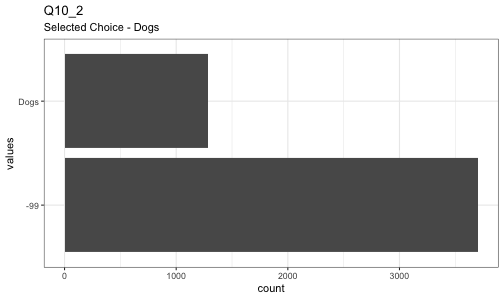 Q10_2
Selected Choice - Dogs
Dogs
values
-99
0 1000 2000 3000
count